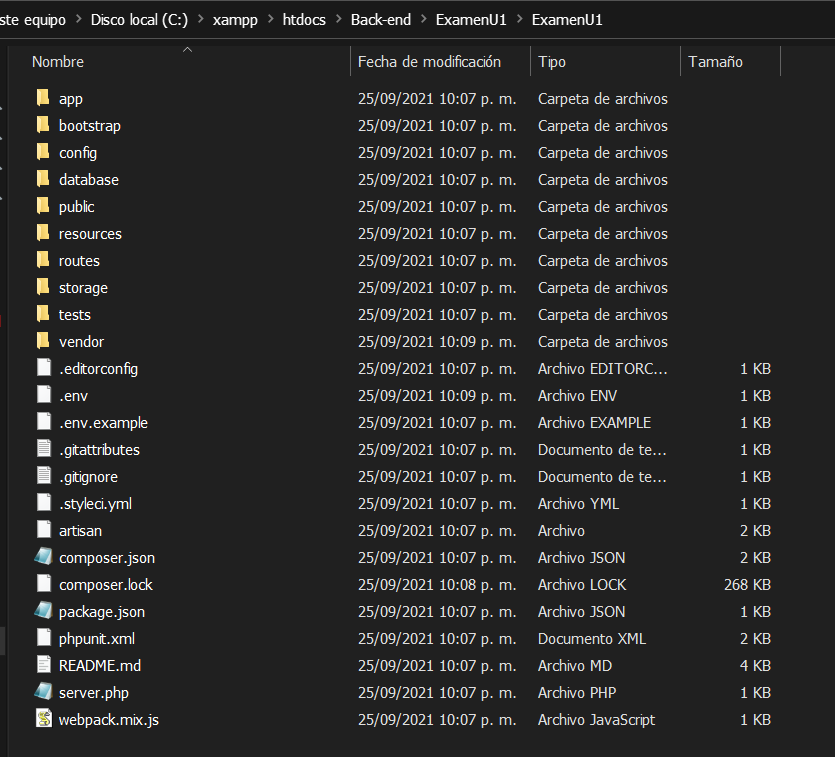 ste equipo > Disco local (C:) > xampp > htdocs > Back-end > ExamenU1 > ExamenU1
Nombre Fecha de modificación Tipo Tamaño
app 25/09/2021 10:07 p. m. Carpeta de archivos
bootstrap 25/09/2021 10:07 p. m. Carpeta de archivos
config 25/09/2021 10:07 p. m. Carpeta de archivos
database 25/09/2021 10:07 p. m. Carpeta de archivos
public 25/09/2021 10:07 p. m. Carpeta de archivos
resources 25/09/2021 10:07 p. m. Carpeta de archivos
routes 25/09/2021 10:07 p. m. Carpeta de archivos
storage 25/09/2021 10:07 p. m. Carpeta de archivos
tests 25/09/2021 10:07 p. m. Carpeta de archivos
vendor 25/09/2021 10:09 p. m. Carpeta de archivos
.editorconfig 25/09/2021 10:07 p. m. Archivo EDITORC... 1 KB
.env 25/09/2021 10:09 p. m. Archivo ENV 1 KB
.env.example 25/09/2021 10:07 p. m. Archivo EXAMPLE 1 KB
.gitattributes 25/09/2021 10:07 p. m. Documento de te... 1 KB
.gitignore 25/09/2021 10:07 p. m. Documento de te... 1 KB
.styleci.yml 25/09/2021 10:07 p. m. Archivo YML 1 KB
artisan 25/09/2021 10:07 p. m. Archivo 2 KB
composer.json 25/09/2021 10:07 p. m. Archivo JSON 2 KB
composer.lock 25/09/2021 10:08 p. m. Archivo LOCK 268 KB
package.json 25/09/2021 10:07 p. m. Archivo JSON 1 KB
phpunit.xml 25/09/2021 10:07 p. m. Documento XML 2 KB
README.md 25/09/2021 10:07 p. m. Archivo MD 4 KB
server.php 25/09/2021 10:07 p. m. Archivo PHP 1 KB
webpack.mix.js 25/09/2021 10:07 p. m. Archivo JavaScript 1 KB